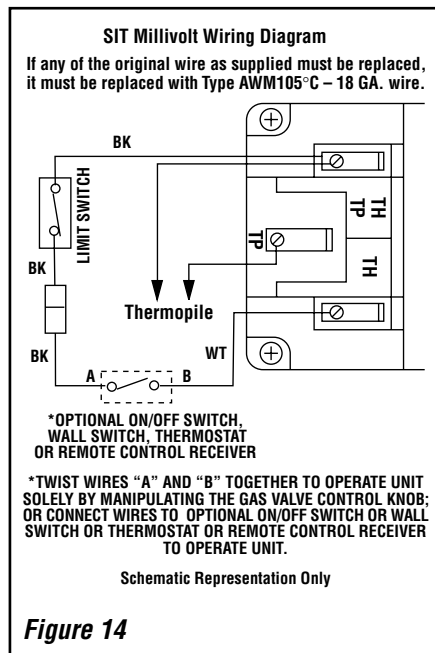 SIT Millivolt Wiring Diagram
If any of the original wire as supplied must be replaced,
it must be replaced with Type AWM105°C – 18 GA. wire.
BK
LIMIT SWITCH
BK
BK
A
B
WT
Thermopile
TH
TP
TP
TH
*OPTIONAL ON/OFF SWITCH,
WALL SWITCH, THERMOSTAT
OR REMOTE CONTROL RECEIVER
*TWIST WIRES “A” AND “B” TOGETHER TO OPERATE UNIT
SOLELY BY MANIPULATING THE GAS VALVE CONTROL KNOB;
OR CONNECT WIRES TO OPTIONAL ON/OFF SWITCH OR WALL
SWITCH OR THERMOSTAT OR REMOTE CONTROL RECEIVER
TO OPERATE UNIT.
Schematic Representation Only
Figure 14